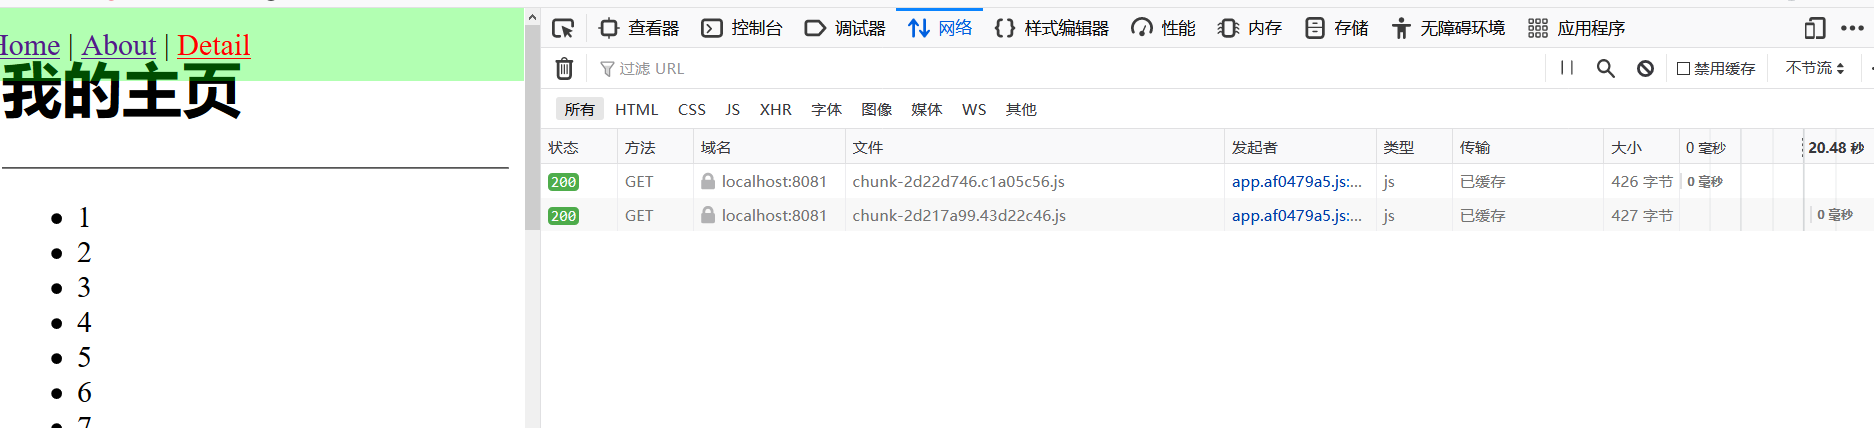 Home | About | Detail
我的主页
1
2
3
4
5
6
7
查看器 控制台 调试器 网络 样式编辑器 性能 内存 存储 无障碍环境 应用程序
过滤 URL 禁用缓存 不节流
所有 HTML CSS JS XHR 字体 图像 媒体 WS 其他
状态 方法 域名 文件 发起者 类型 传输 大小 0 毫秒 20.48 秒
200 GET localhost:8081 chunk-2d22d746.c1a05c56.js app.af0479a5.js:... js 已缓存 426 字节 0 毫秒
200 GET localhost:8081 chunk-2d217a99.43d22c46.js app.af0479a5.js:... js 已缓存 427 字节 0 毫秒